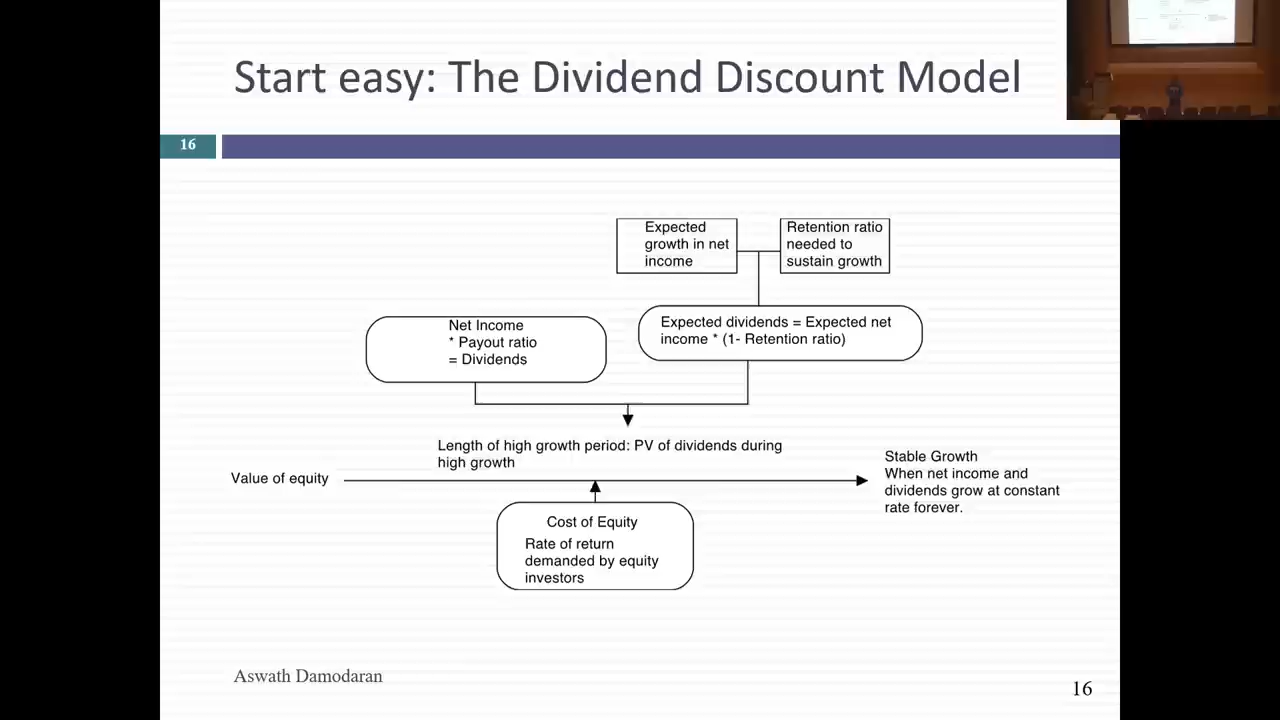 Start easy: The Dividend Discount Model
16
Expected
growth in net
income
Retention ratio
needed to
sustain growth
Net Income
* Payout ratio
= Dividends
Expected dividends = Expected net
income * (1- Retention ratio)
Length of high growth period: PV of dividends during
high growth
Value of equity
Stable Growth
When net income and
dividends grow at constant
rate forever.
Cost of Equity
Rate of return
demanded by equity
investors
Aswath Damodaran
16